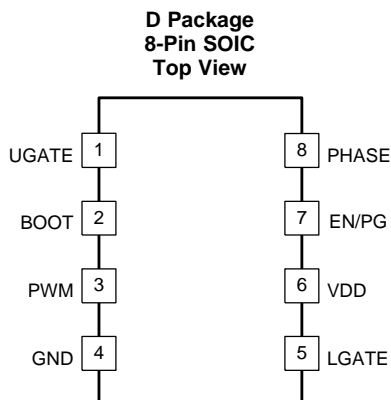 D Package
8-Pin SOIC
Top View
UGATE 1 8 PHASE
BOOT 2 7 EN/PG
PWM 3 6 VDD
GND 4 5 LGATE